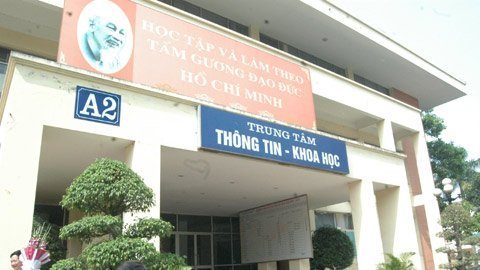 HỌC TẬP VÀ LÀM THEO
TẤM GƯƠNG ĐẠO ĐỨC
HỒ CHÍ MINH
A2
TRUNG TÂM
THÔNG TIN - KHOA HỌC